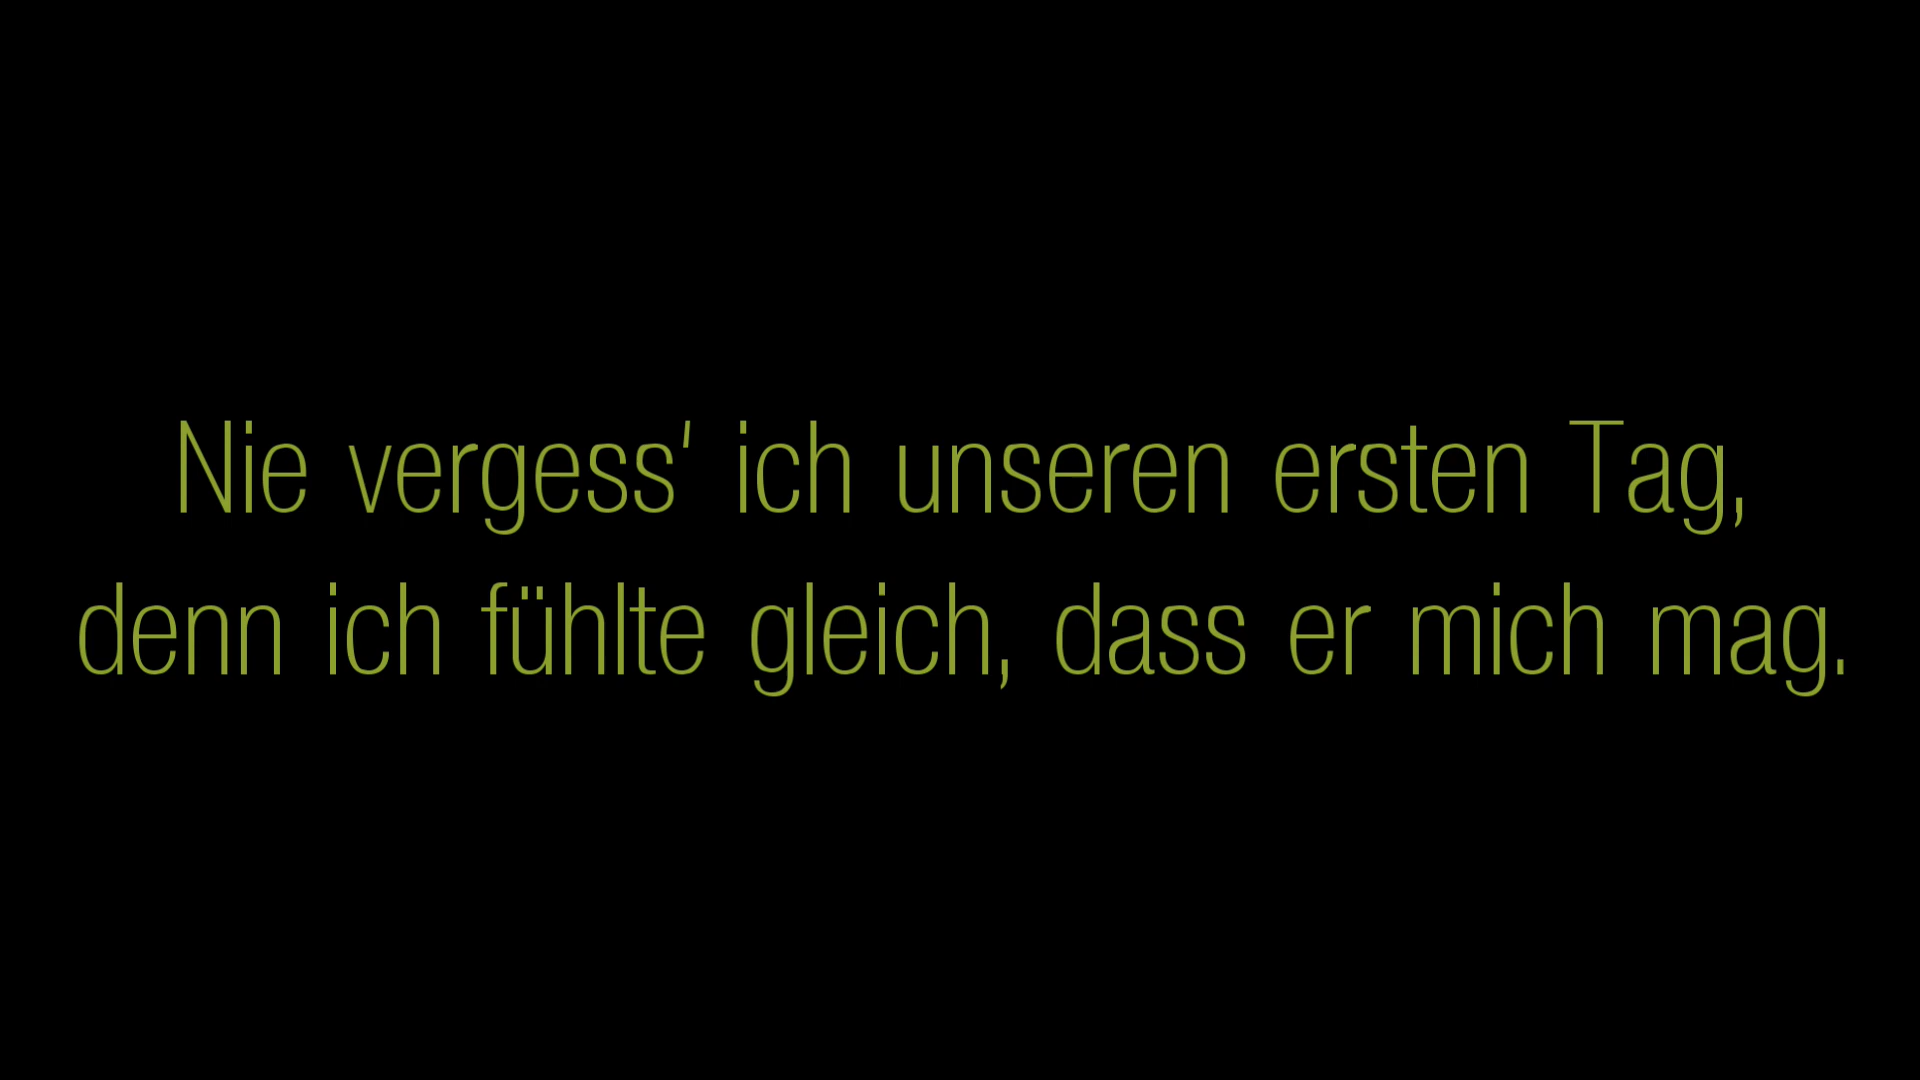 Nie vergess' ich unseren ersten Tag,
denn ich fühlte gleich, dass er mich mag.